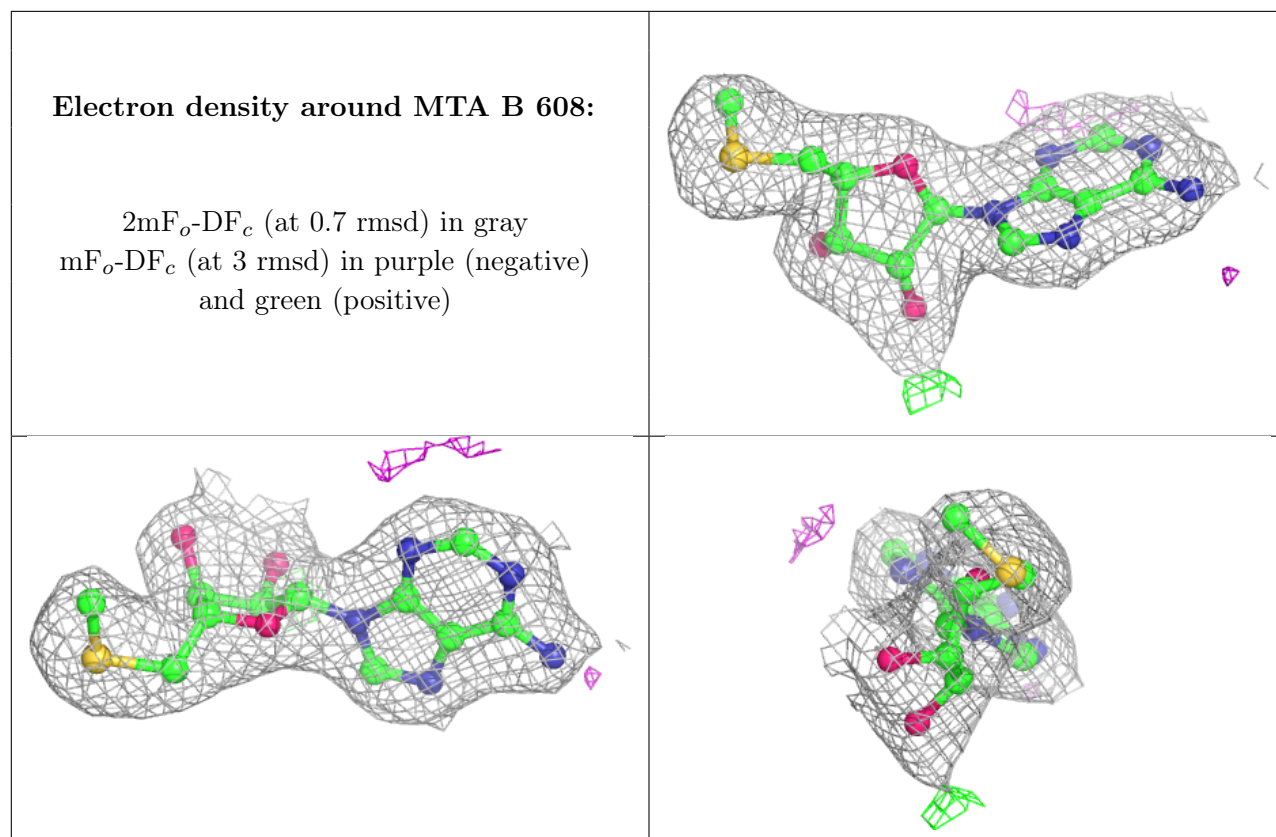 Electron density around MTA B 608:
2mFo-DFc (at 0.7 rmsd) in gray
mFo-DFc (at 3 rmsd) in purple (negative)
and green (positive)